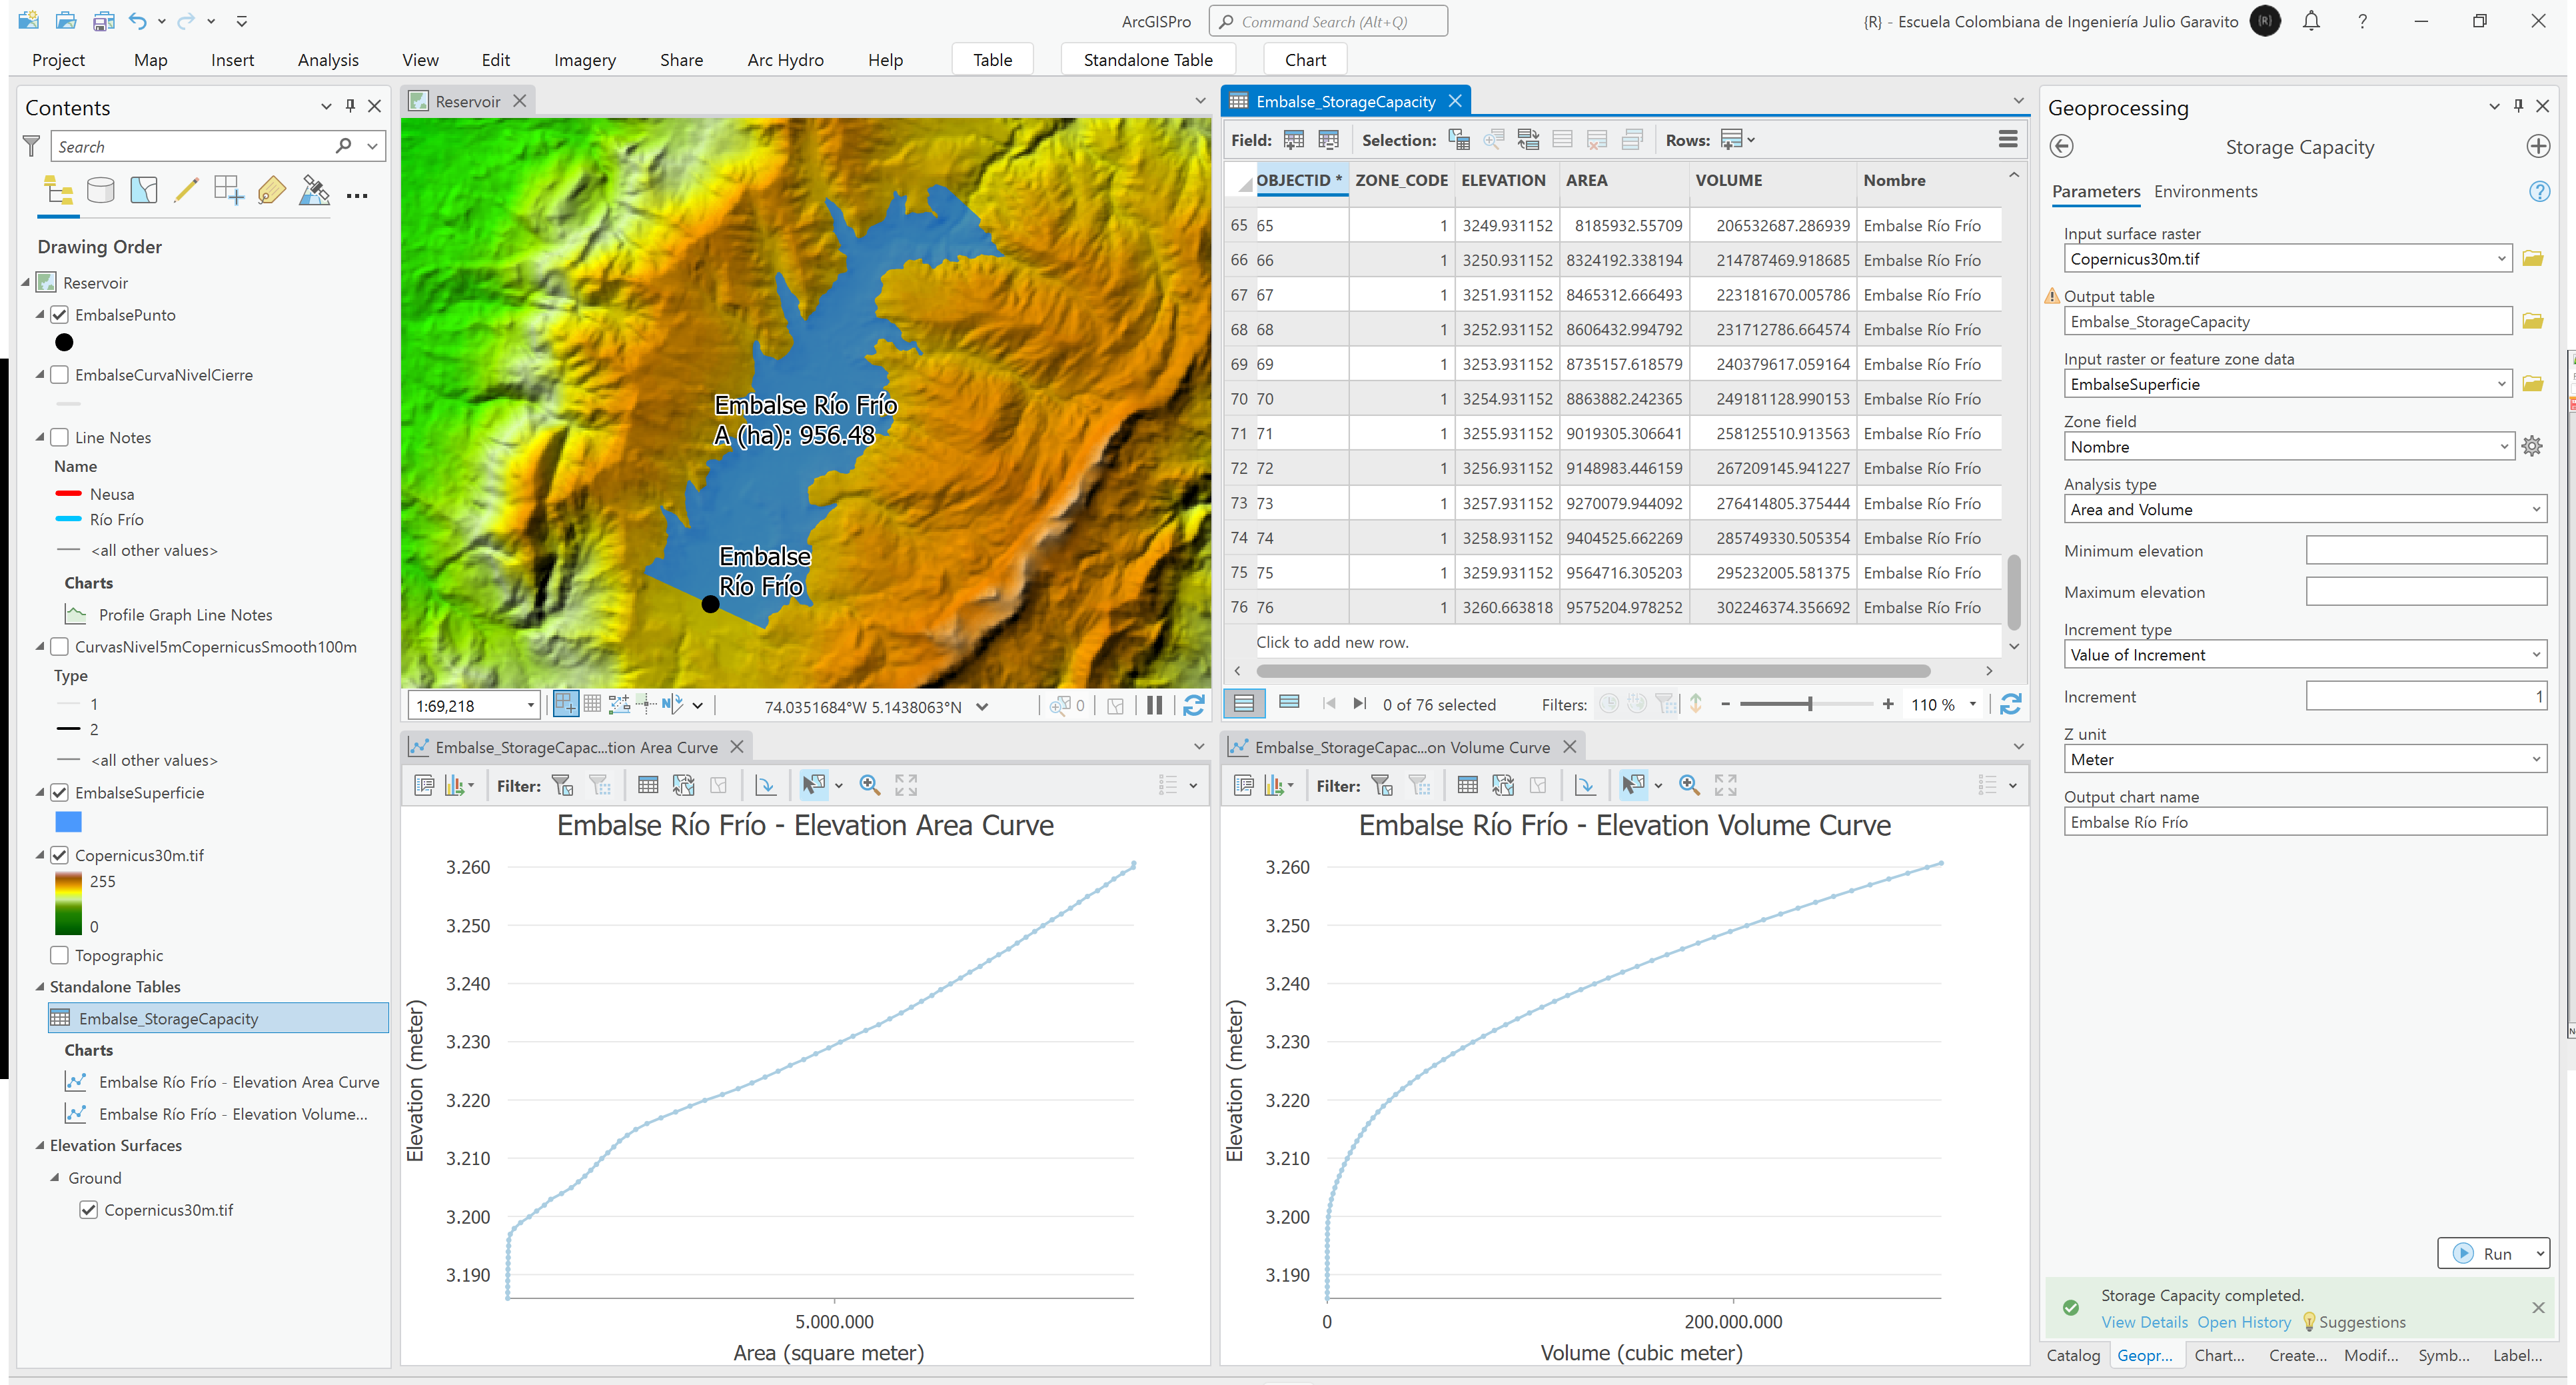 ArcGISPro
Command Search (Alt+Q)
{R} - Escuela Colombiana de Ingeniería Julio Garavito
{R}
?
Project Map Insert Analysis View Edit Imagery Share Arc Hydro Help Table Standalone Table Chart
Contents
Search
Drawing Order
Reservoir
EmbalsePunto
EmbalseCurvaNivelCierre
Line Notes
Name
Neusa
Río Frío
<all other values>
Charts
Profile Graph Line Notes
CurvasNivel5mCopernicusSmooth100m
Type
1
2
<all other values>
EmbalseSuperficie
Copernicus30m.tif
255
0
Topographic
Standalone Tables
Embalse_StorageCapacity
Charts
Embalse Río Frío - Elevation Area Curve
Embalse Río Frío - Elevation Volume...
Elevation Surfaces
Ground
Copernicus30m.tif
Reservoir
Embalse Río Frío
A (ha): 956.48
Embalse
Río Frío
1:69,218
N
74.0351684°W 5.1438063°N
0
Embalse_StorageCapacity
Field: Selection: Rows:
OBJECTID * ZONE_CODE ELEVATION AREA VOLUME Nombre
65 65 1 3249.931152 8185932.55709 206532687.286939 Embalse Río Frío
66 66 1 3250.931152 8324192.338194 214787469.918685 Embalse Río Frío
67 67 1 3251.931152 8465312.666493 223181670.005786 Embalse Río Frío
68 68 1 3252.931152 8606432.994792 231712786.664574 Embalse Río Frío
69 69 1 3253.931152 8735157.618579 240379617.059164 Embalse Río Frío
70 70 1 3254.931152 8863882.242365 249181128.990153 Embalse Río Frío
71 71 1 3255.931152 9019305.306641 258125510.913563 Embalse Río Frío
72 72 1 3256.931152 9148983.446159 267209145.941227 Embalse Río Frío
73 73 1 3257.931152 9270079.944092 276414805.375444 Embalse Río Frío
74 74 1 3258.931152 9404525.662269 285749330.505354 Embalse Río Frío
75 75 1 3259.931152 9564716.305203 295232005.581375 Embalse Río Frío
76 76 1 3260.663818 9575204.978252 302246374.356692 Embalse Río Frío
Click to add new row.
0 of 76 selected
Filters:
110 %
Embalse_StorageCapac...tion Area Curve
Filter:
Embalse Río Frío - Elevation Area Curve
3.260
3.250
3.240
3.230
3.220
3.210
3.200
3.190
Elevation (meter)
5.000.000
Area (square meter)
Embalse_StorageCapac...on Volume Curve
Filter:
Embalse Río Frío - Elevation Volume Curve
3.260
3.250
3.240
3.230
3.220
3.210
3.200
3.190
Elevation (meter)
0 200.000.000
Volume (cubic meter)
Geoprocessing
Storage Capacity
Parameters Environments
?
Input surface raster
Copernicus30m.tif
Output table
Embalse_StorageCapacity
Input raster or feature zone data
EmbalseSuperficie
Zone field
Nombre
Analysis type
Area and Volume
Minimum elevation
Maximum elevation
Increment type
Value of Increment
Increment 1
Z unit
Meter
Output chart name
Embalse Río Frío
Run
Storage Capacity completed.
View Details Open History Suggestions
Catalog Geopr... Chart... Create... Modif... Symb... Label...